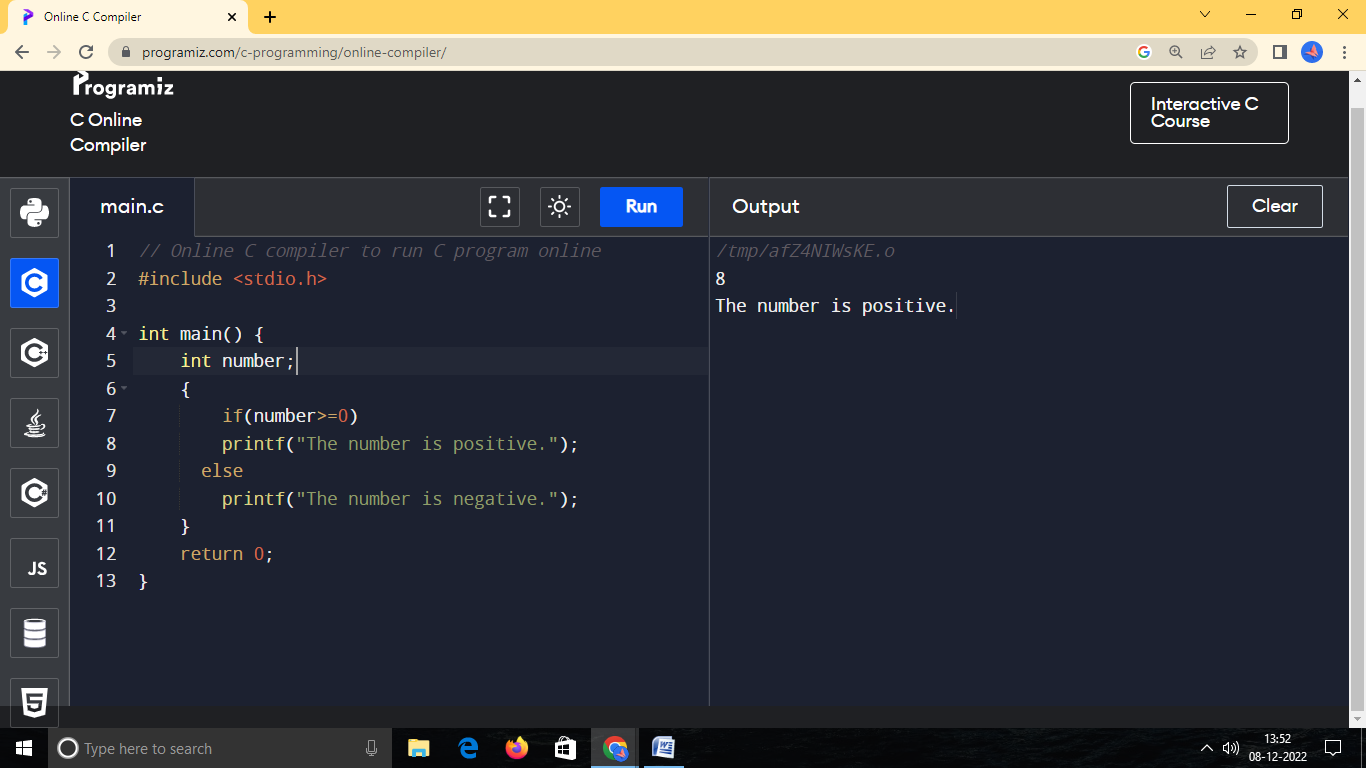 Online C Compiler
programiz.com/c-programming/online-compiler/
Programiz
C Online
Compiler
Interactive C
Course
main.c
Run
Output
Clear
1 // Online C compiler to run C program online
2 #include <stdio.h>
3
4 int main() {
5 int number;
6 {
7 if(number>=0)
8 printf("The number is positive.");
9 else
10 printf("The number is negative.");
11 }
12 return 0;
13 }
/tmp/afZ4NIWsKE.o
8
The number is positive.
JS
Type here to search
13:52
08-12-2022